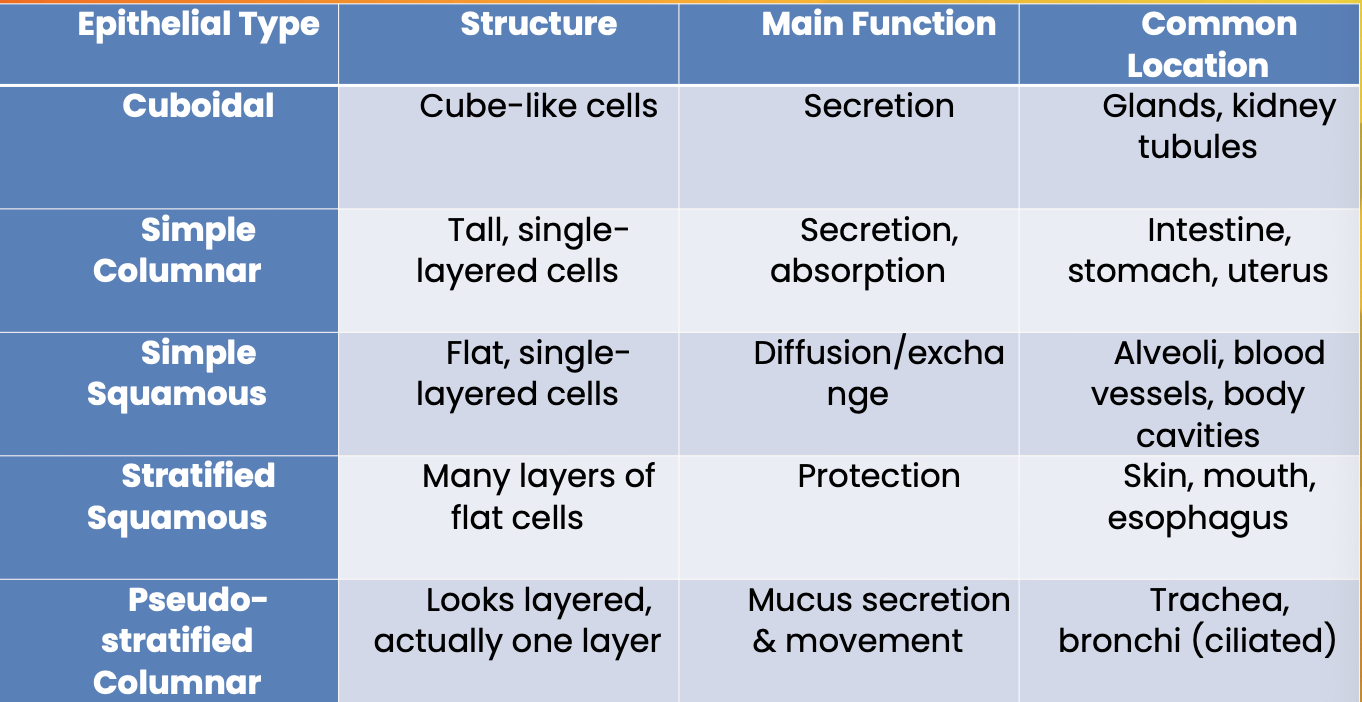 Epithelial Type
Structure
Main Function
Common
Location
Cuboidal
Cube-like cells
Secretion
Glands, kidney
tubules
Simple
Columnar
Tall, single-
layered cells
Secretion,
absorption
Intestine,
stomach, uterus
Simple
Squamous
Flat, single-
layered cells
Diffusion/excha
nge
Alveoli, blood
vessels, body
cavities
Stratified
Squamous
Many layers of
flat cells
Protection
Skin, mouth,
esophagus
Pseudo-
stratified
Columnar
Looks layered,
actually one layer
Mucus secretion
& movement
Trachea,
bronchi (ciliated)